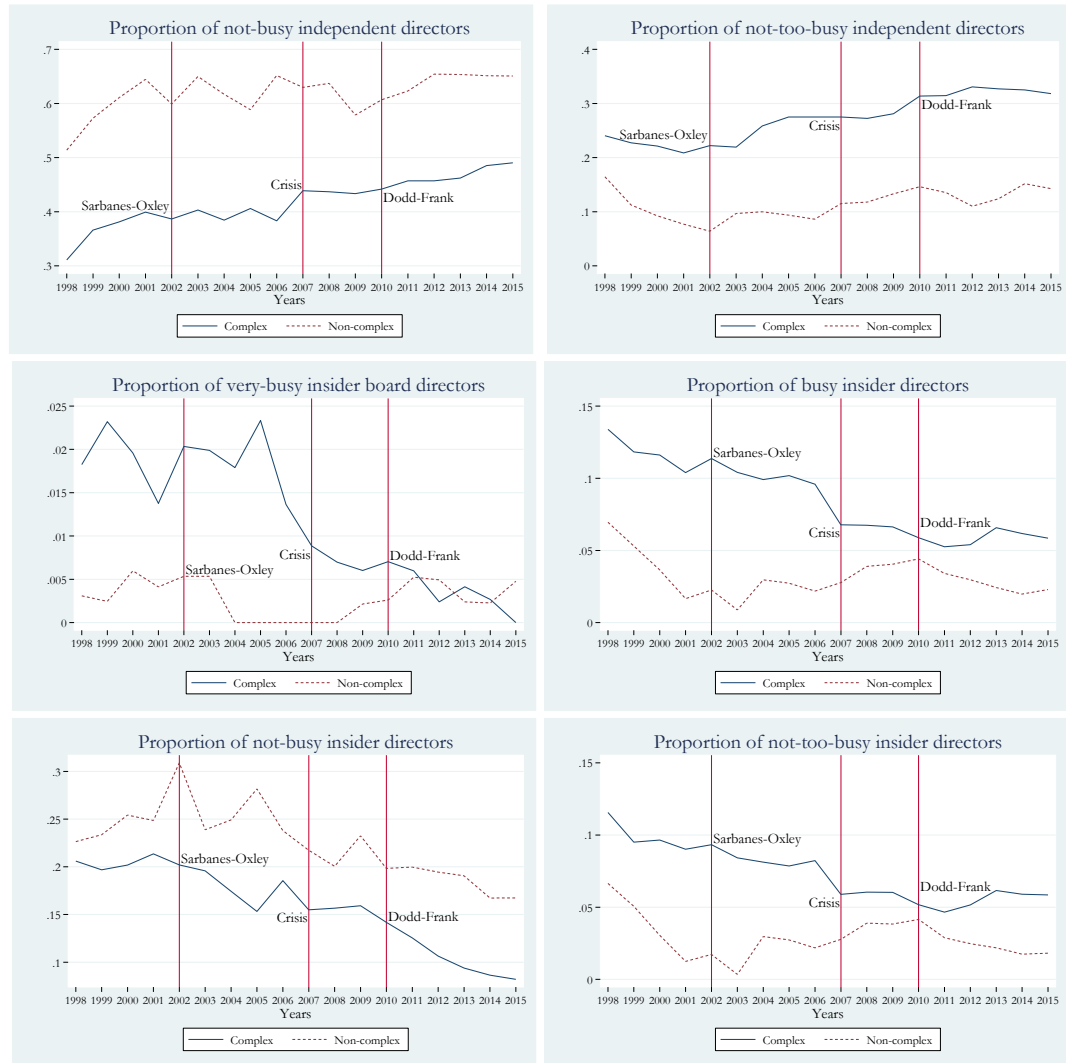 Proportion of not-busy independent directors
.7
.6
.5
.4
.3
Sarbanes-Oxley
Crisis
Dodd-Frank
1998 1999 2000 2001 2002 2003 2004 2005 2006 2007 2008 2009 2010 2011 2012 2013 2014 2015
Years
Complex Non-complex
Proportion of not-too-busy independent directors
.4
.3
.2
.1
0
Sarbanes-Oxley
Crisis
Dodd-Frank
1998 1999 2000 2001 2002 2003 2004 2005 2006 2007 2008 2009 2010 2011 2012 2013 2014 2015
Years
Complex Non-complex
Proportion of very-busy insider board directors
.025
.02
.015
.01
.005
0
Sarbanes-Oxley
Crisis
Dodd-Frank
1998 1999 2000 2001 2002 2003 2004 2005 2006 2007 2008 2009 2010 2011 2012 2013 2014 2015
Years
Complex Non-complex
Proportion of busy insider directors
.15
.1
.05
0
Sarbanes-Oxley
Crisis
Dodd-Frank
1998 1999 2000 2001 2002 2003 2004 2005 2006 2007 2008 2009 2010 2011 2012 2013 2014 2015
Years
Complex Non-complex
Proportion of not-busy insider directors
.3
.25
.2
.15
.1
Sarbanes-Oxley
Crisis
Dodd-Frank
1998 1999 2000 2001 2002 2003 2004 2005 2006 2007 2008 2009 2010 2011 2012 2013 2014 2015
Years
Complex Non-complex
Proportion of not-too-busy insider directors
.15
.1
.05
0
Sarbanes-Oxley
Crisis
Dodd-Frank
1998 1999 2000 2001 2002 2003 2004 2005 2006 2007 2008 2009 2010 2011 2012 2013 2014 2015
Years
Complex Non-complex